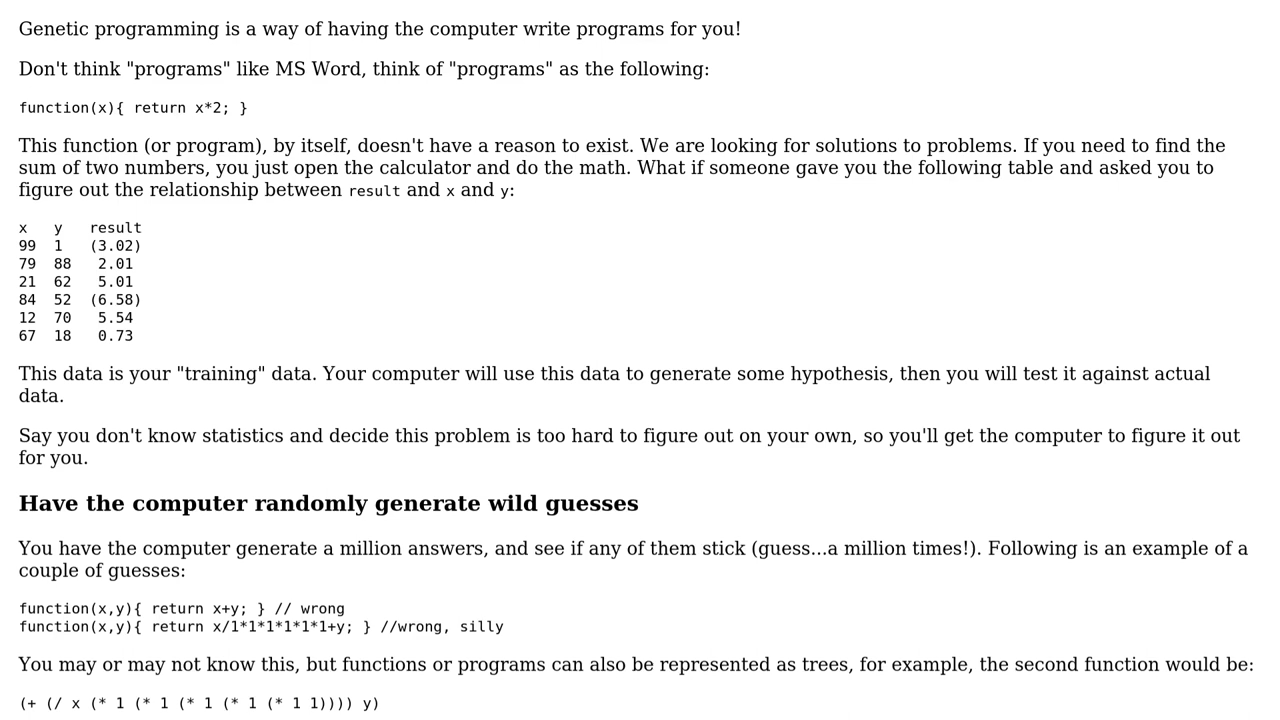 Genetic programming is a way of having the computer write programs for you!
Don't think "programs" like MS Word, think of "programs" as the following:
function(x){ return x*2; }
This function (or program), by itself, doesn't have a reason to exist. We are looking for solutions to problems. If you need to find the
sum of two numbers, you just open the calculator and do the math. What if someone gave you the following table and asked you to
figure out the relationship between result and x and y:
x   y   result
99  1   (3.02)
79  88   2.01
21  62   5.01
84  52  (6.58)
12  70   5.54
67  18   0.73
This data is your "training" data. Your computer will use this data to generate some hypothesis, then you will test it against actual
data.
Say you don't know statistics and decide this problem is too hard to figure out on your own, so you'll get the computer to figure it out
for you.
Have the computer randomly generate wild guesses
You have the computer generate a million answers, and see if any of them stick (guess...a million times!). Following is an example of a
couple of guesses:
function(x,y){ return x+y; } // wrong
function(x,y){ return x/1*1*1*1*1*1+y; } //wrong, silly
You may or may not know this, but functions or programs can also be represented as trees, for example, the second function would be:
(+ (/ x (* 1 (* 1 (* 1 (* 1 (* 1 1)))) y)